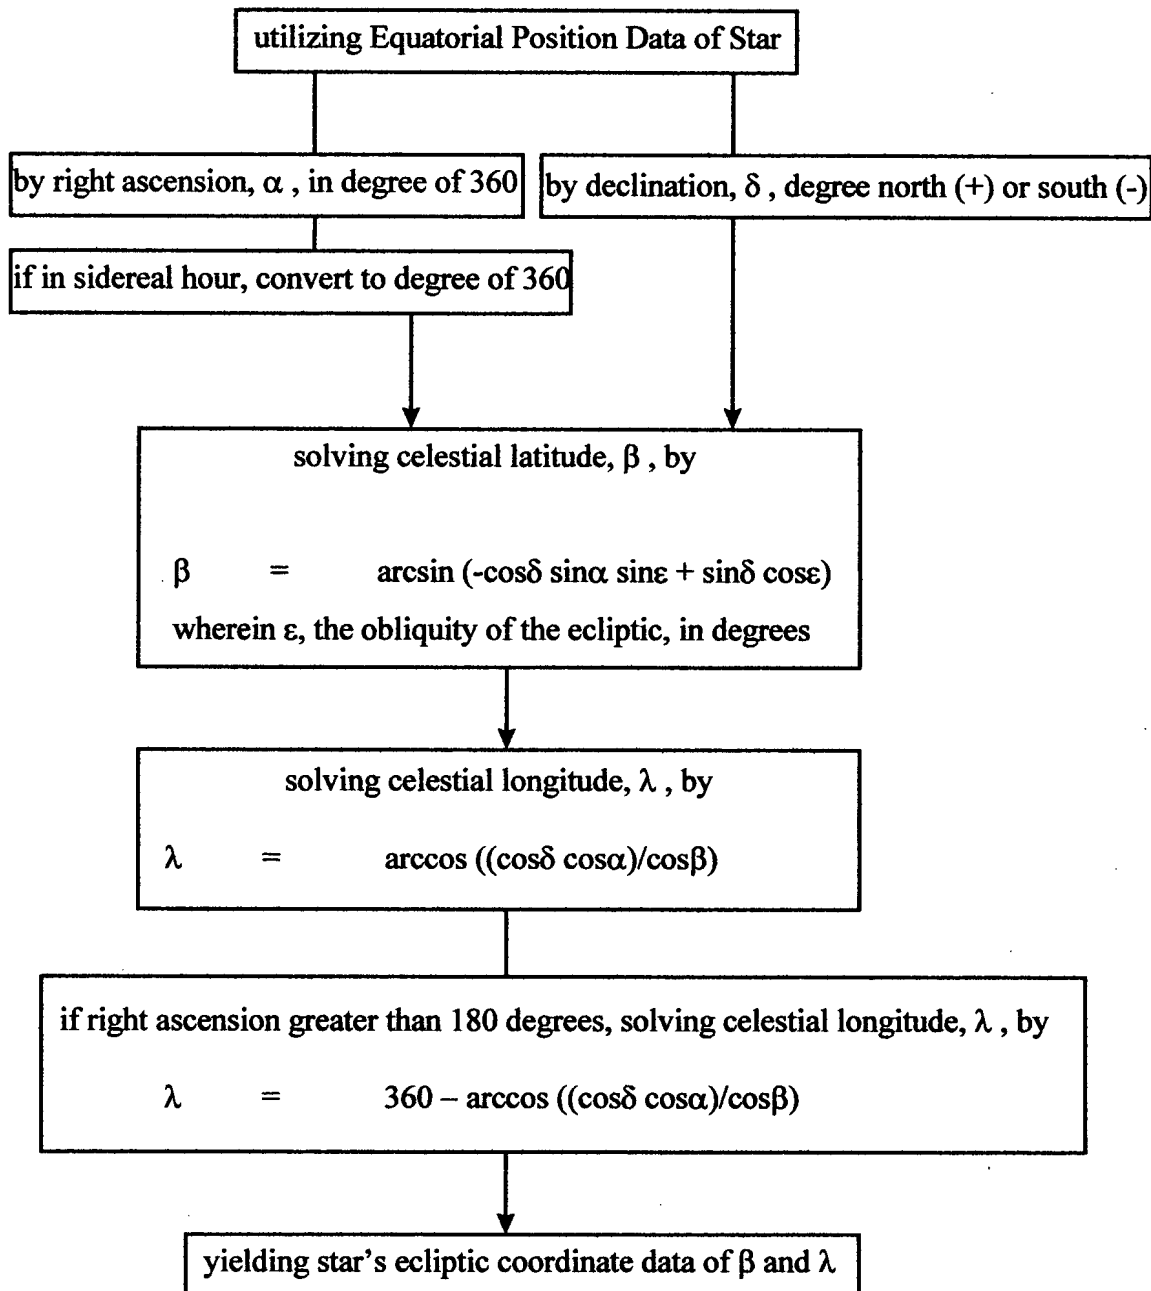 utilizing Equatorial Position Data of Star
by right ascension, α , in degree of 360
by declination, δ , degree north (+) or south (-)
if in sidereal hour, convert to degree of 360
solving celestial latitude, β , by
β = arcsin (-cosδ sinα sinε + sinδ cosε)
wherein ε, the obliquity of the ecliptic, in degrees
solving celestial longitude, λ , by
λ = arccos ((cosδ cosα)/cosβ)
if right ascension greater than 180 degrees, solving celestial longitude, λ , by
λ = 360 – arccos ((cosδ cosα)/cosβ)
yielding star’s ecliptic coordinate data of β and λ